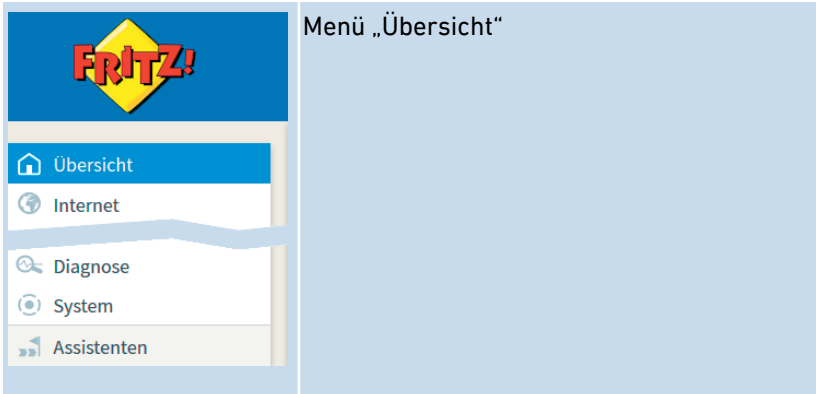 FRITZ!
Übersicht
Internet
Diagnose
System
Assistenten
Menü „Übersicht“